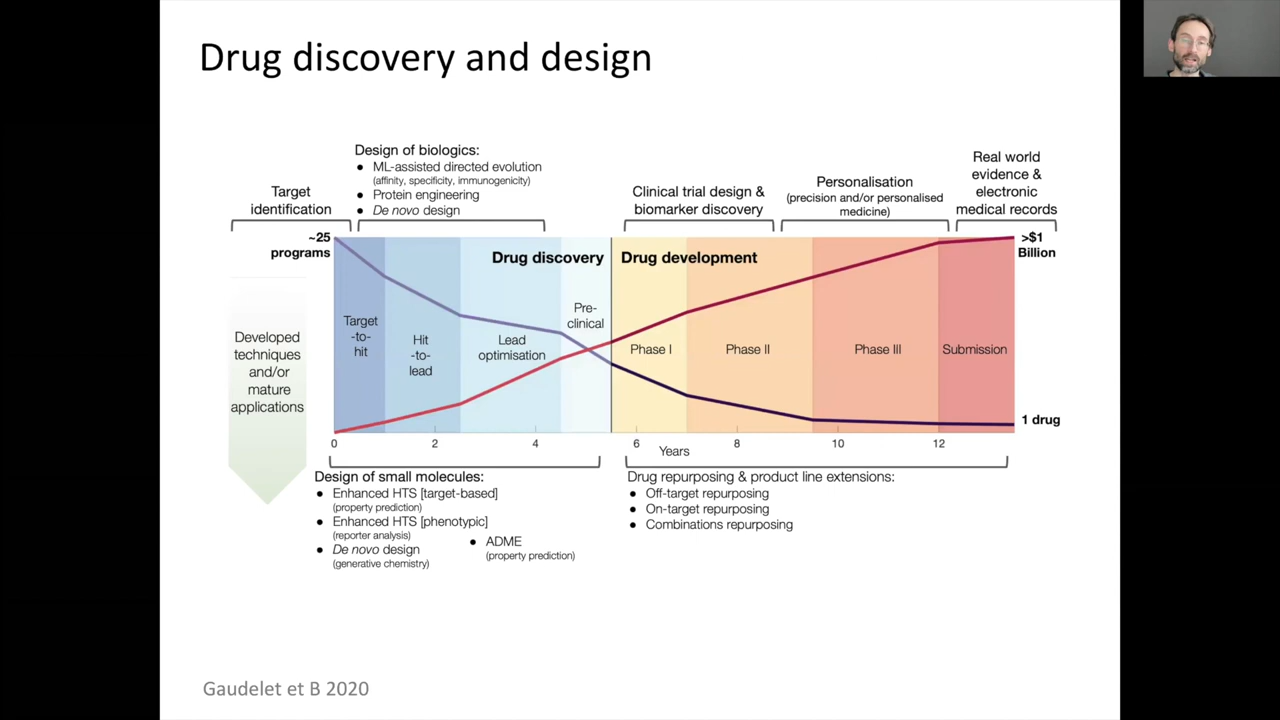 Drug discovery and design
Design of biologics:
● ML-assisted directed evolution
(affinity, specificity, immunogenicity)
● Protein engineering
● De novo design
Target
identification
Clinical trial design &
biomarker discovery
Personalisation
(precision and/or personalised
medicine)
Real world
evidence &
electronic
medical records
~25
programs
Drug discovery
Drug development
>$1
Billion
Developed
techniques
and/or
mature
applications
Target
-to-
hit
Hit
-to-
lead
Lead
optimisation
Pre-
clinical
Phase I
Phase II
Phase III
Submission
1 drug
0 2 4 6 8 10 12
Years
Design of small molecules:
● Enhanced HTS [target-based]
(property prediction)
● Enhanced HTS [phenotypic]
(reporter analysis)
● De novo design
(generative chemistry)
● ADME
(property prediction)
Drug repurposing & product line extensions:
● Off-target repurposing
● On-target repurposing
● Combinations repurposing
Gaudelet et B 2020